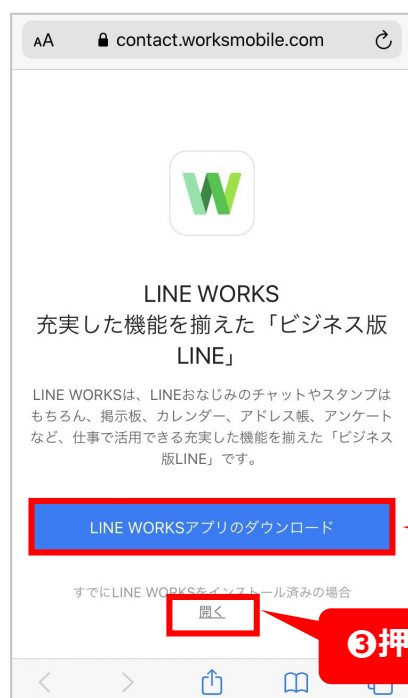 AA contact.worksmobile.com
LINE WORKS
充実した機能を揃えた「ビジネス版
LINE」
LINE WORKSは、LINEおなじみのチャットやスタンプは
もちろん、掲示板、カレンダー、アドレス帳、アンケート
など、仕事で活用できる充実した機能を揃えた「ビジネス
版LINE」です。
LINE WORKSアプリのダウンロード
すでにLINE WORKSをインストール済みの場合
開く
❸押